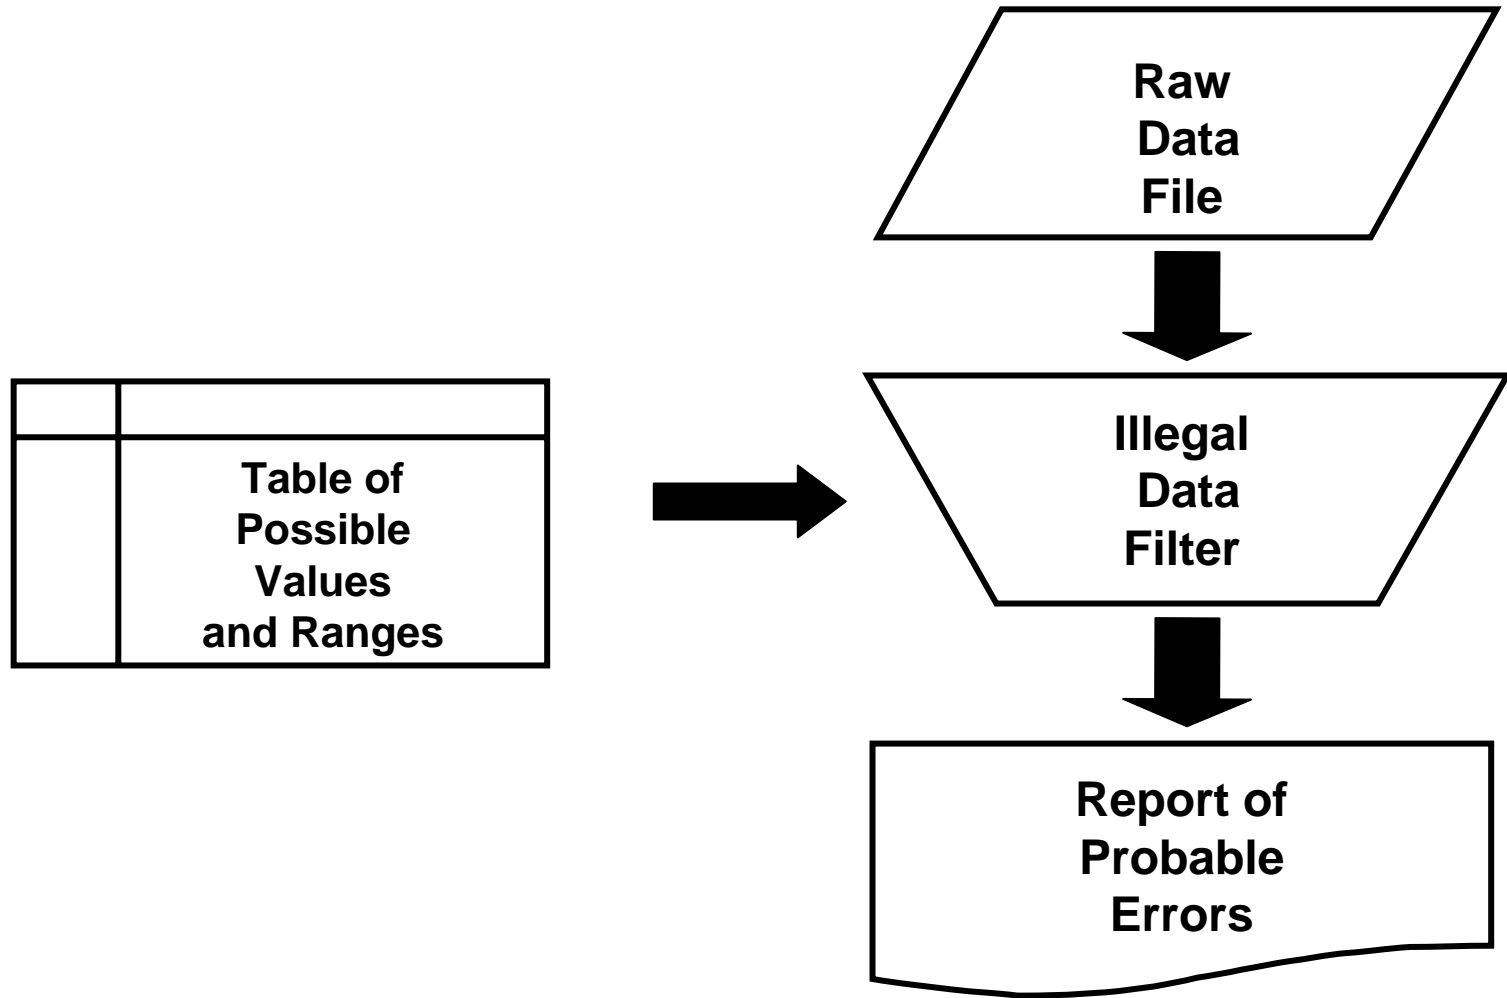 Raw
Data
File
Table of
Possible
Values
and Ranges
Illegal
Data
Filter
Report of
Probable
Errors